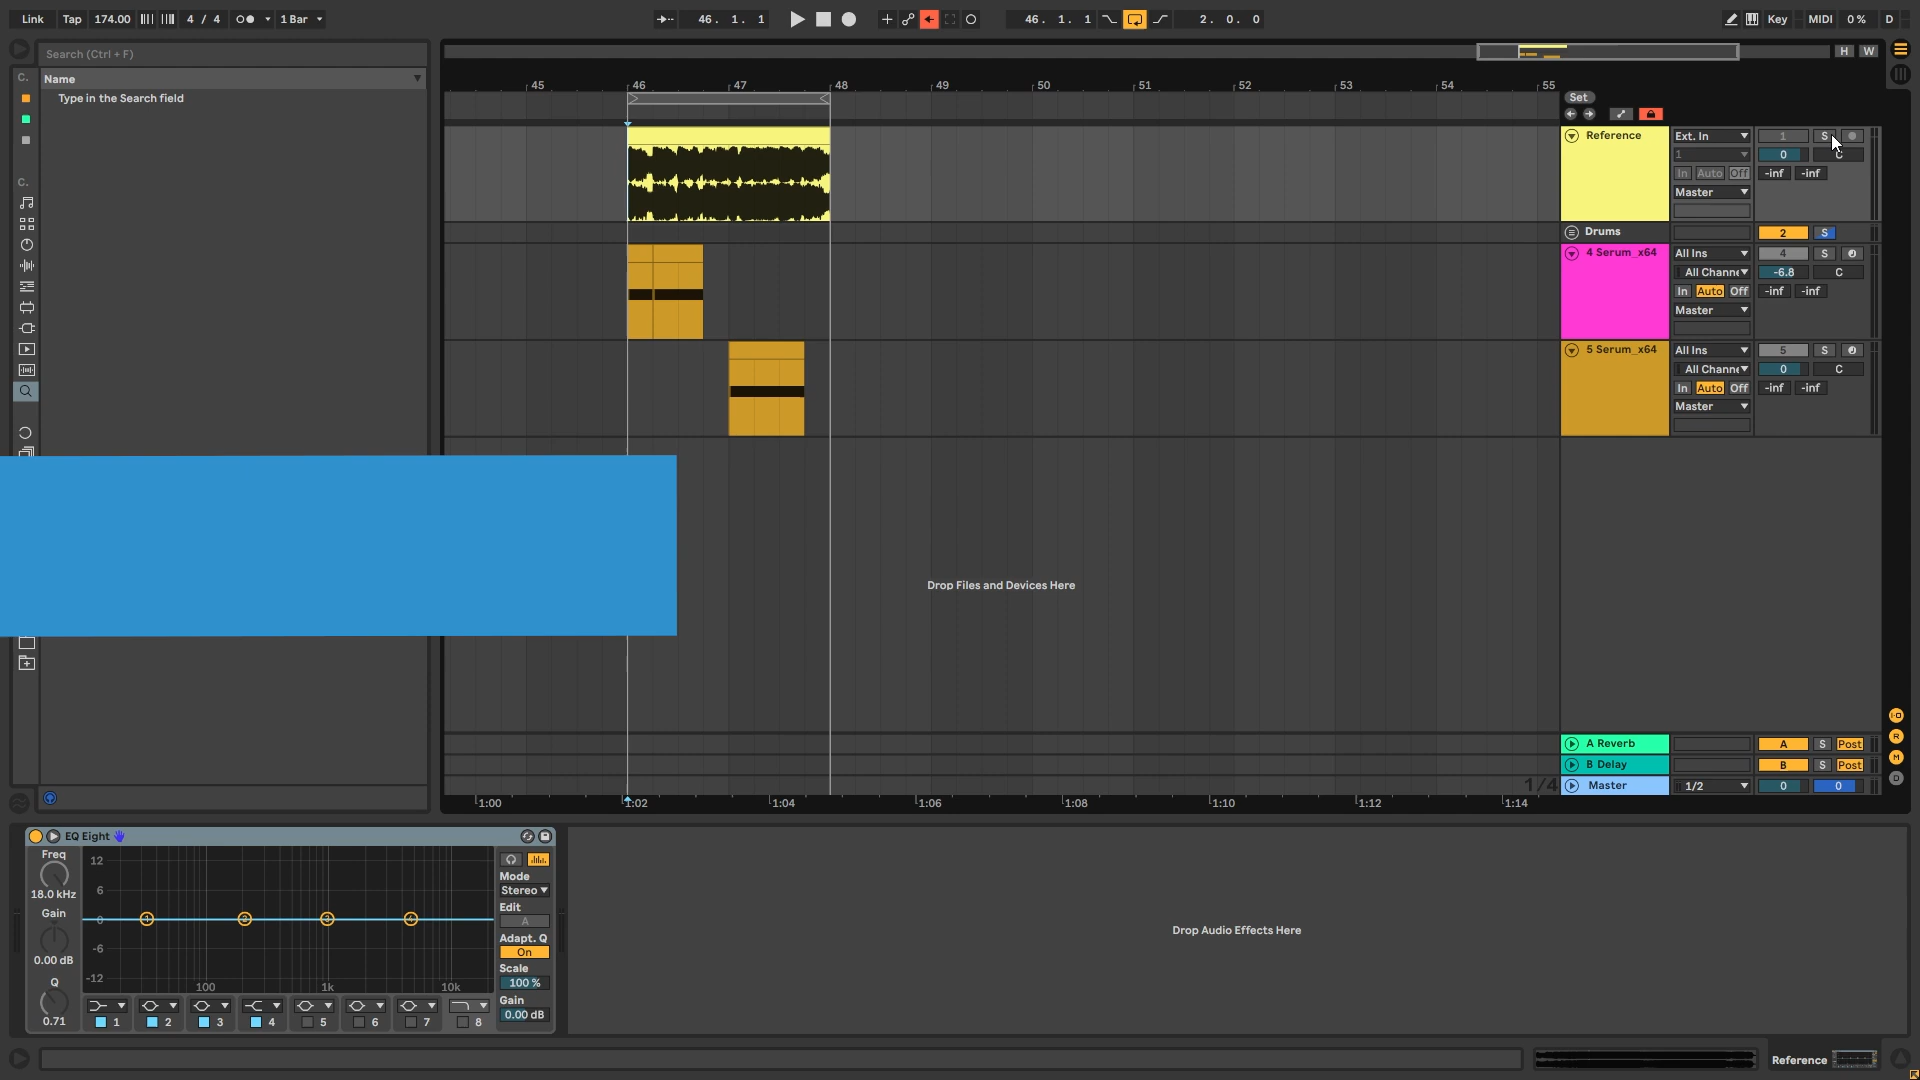 Link Tap 174.00 4 / 4 1 Bar 46. 1. 1 46. 1. 1 2. 0. 0 Key MIDI 0 % D
Search (Ctrl + F)
H W
C. Name
45 46 47 48 49 50 51 52 53 54 55
Type in the Search field
Set
Reference Ext. In 1 S
1 0 C
In Auto Off -inf -inf
Master
C.
Drums 2 S
4 Serum_x64 All Ins 4 S
All Channe -6.8 C
In Auto Off -inf -inf
Master
5 Serum_x64 All Ins 5 S
All Channe 0 C
In Auto Off -inf -inf
Master
Drop Files and Devices Here
A Reverb A S Post
B Delay B S Post
1/4 Master 1/2 0 0
1:00 1:02 1:04 1:06 1:08 1:10 1:12 1:14
I·O
R
M
D
EQ Eight
Freq
18.0 kHz
Gain
0.00 dB
Q
0.71
12
6
0
-6
-12
100 1k 10k
1 2 3 4
1 2 3 4 5 6 7 8
Mode
Stereo
Edit
A
Adapt. Q
On
Scale
100 %
Gain
0.00 dB
Drop Audio Effects Here
Reference